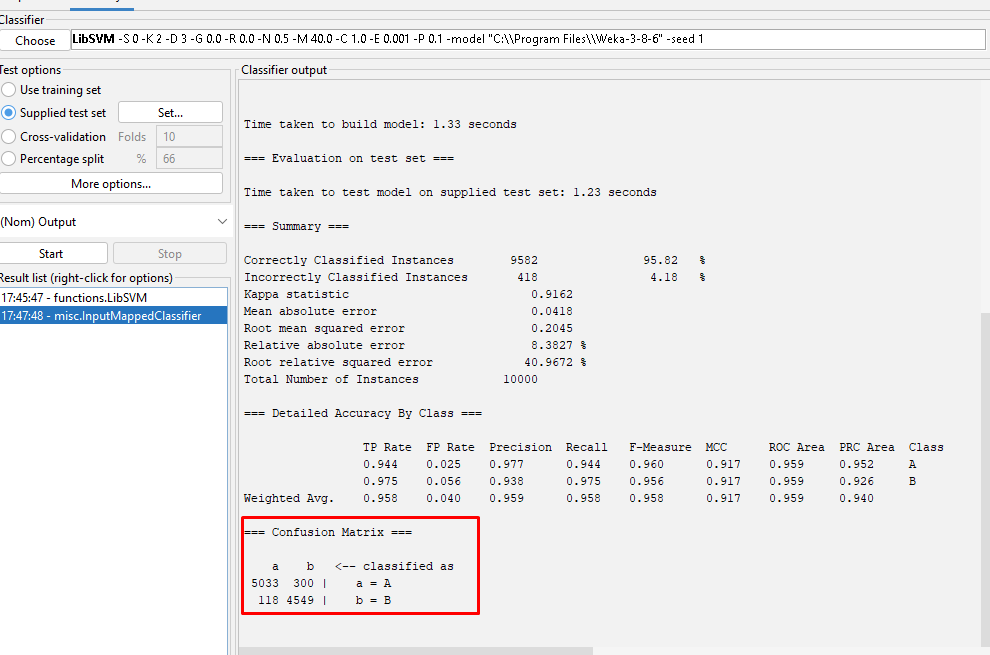 Classifier
Choose LibSVM -S 0 -K 2 -D 3 -G 0.0 -R 0.0 -N 0.5 -M 40.0 -C 1.0 -E 0.001 -P 0.1 -model "C:\\Program Files\\Weka-3-8-6" -seed 1
Test options
Use training set
Supplied test set Set...
Cross-validation Folds 10
Percentage split % 66
More options...
(Nom) Output
Start Stop
Result list (right-click for options)
17:45:47 - functions.LibSVM
17:47:48 - misc.InputMappedClassifier
Classifier output
Time taken to build model: 1.33 seconds
=== Evaluation on test set ===
Time taken to test model on supplied test set: 1.23 seconds
=== Summary ===
Correctly Classified Instances 9582 95.82 %
Incorrectly Classified Instances 418 4.18 %
Kappa statistic 0.9162
Mean absolute error 0.0418
Root mean squared error 0.2045
Relative absolute error 8.3827 %
Root relative squared error 40.9672 %
Total Number of Instances 10000
=== Detailed Accuracy By Class ===
TP Rate FP Rate Precision Recall F-Measure MCC ROC Area PRC Area Class
0.944 0.025 0.977 0.944 0.960 0.917 0.959 0.952 A
0.975 0.056 0.938 0.975 0.956 0.917 0.959 0.926 B
Weighted Avg. 0.958 0.040 0.959 0.958 0.958 0.917 0.959 0.940
=== Confusion Matrix ===
a b <-- classified as
5033 300 | a = A
118 4549 | b = B